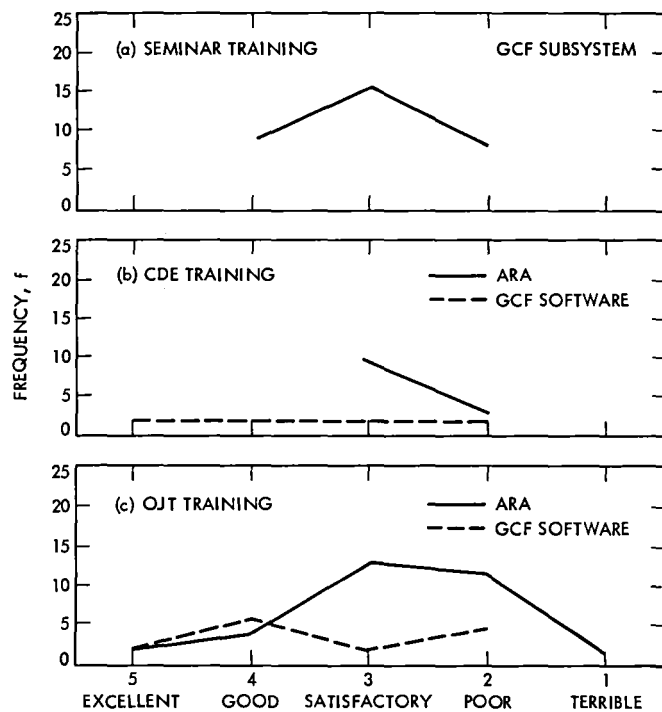 25
(a) SEMINAR TRAINING GCF SUBSYSTEM
20
15
10
5
0
25
(b) CDE TRAINING ARA
20 GCF SOFTWARE
15
10
5
0
FREQUENCY, f
25
(c) OJT TRAINING ARA
20 GCF SOFTWARE
15
10
5
0
5 4 3 2 1
EXCELLENT GOOD SATISFACTORY POOR TERRIBLE